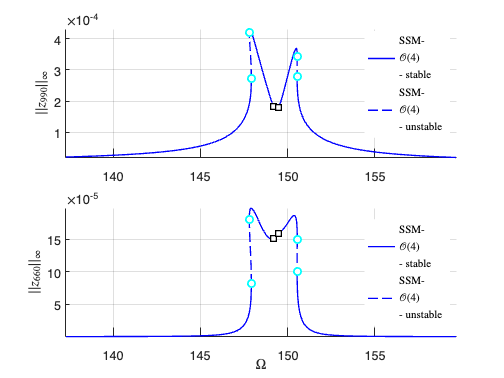 ×10⁻⁴
4
3
2
1
||z₉₉₀||∞
140 145 150 155
SSM-
𝒪(4)
- stable
SSM-
𝒪(4)
- unstable
×10⁻⁵
15
10
5
||z₆₆₀||∞
140 145 150 155
Ω
SSM-
𝒪(4)
- stable
SSM-
𝒪(4)
- unstable